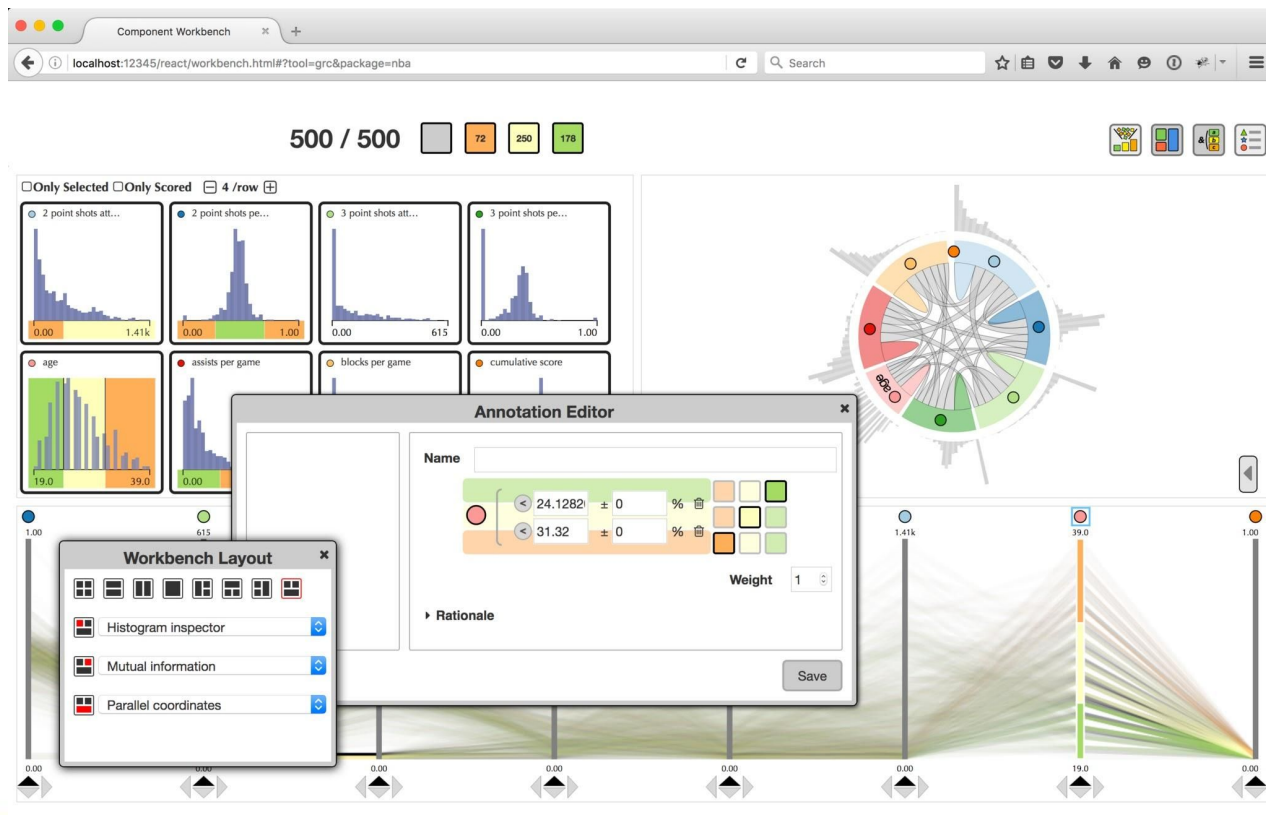 Component Workbench
localhost:12345/react/workbench.html#?tool=grc&package=nba
Search
500 / 500 72 250 178
&( a b c
Only Selected Only Scored 4 /row
2 point shots att... 2 point shots pe... 3 point shots att... 3 point shots pe...
0.00 1.41k 0.00 1.00 0.00 615 0.00 1.00
age assists per game blocks per game cumulative score
19.0 39.0 0.00
age
Annotation Editor
Name
< 24.1282 ± 0 %
< 31.32 ± 0 %
Weight 1
Rationale
Save
1.00 615 1.41k 39.0 1.00
Workbench Layout
Histogram inspector
Mutual information
Parallel coordinates
0.00 0.00 0.00 0.00 0.00 0.00 19.0 0.00